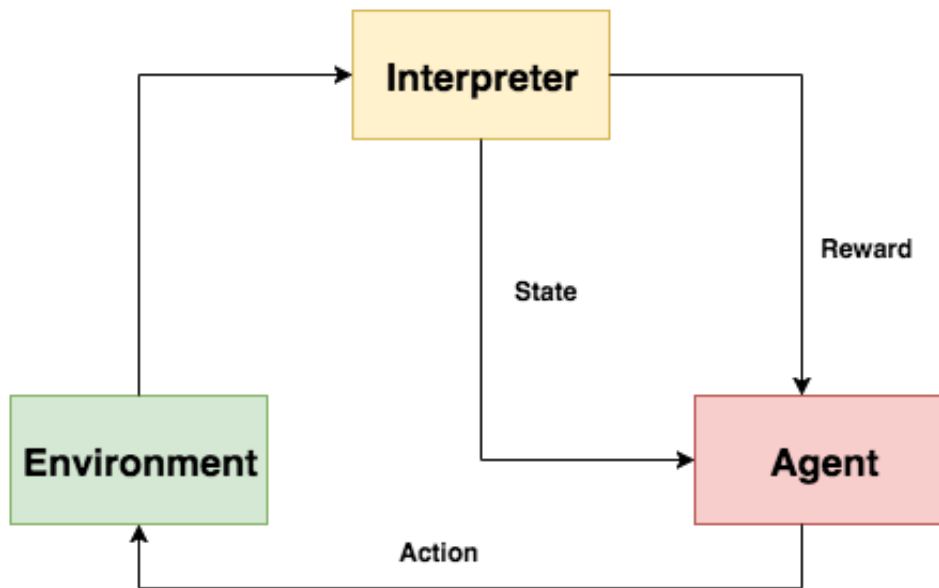 Interpreter
Reward
State
Environment
Agent
Action